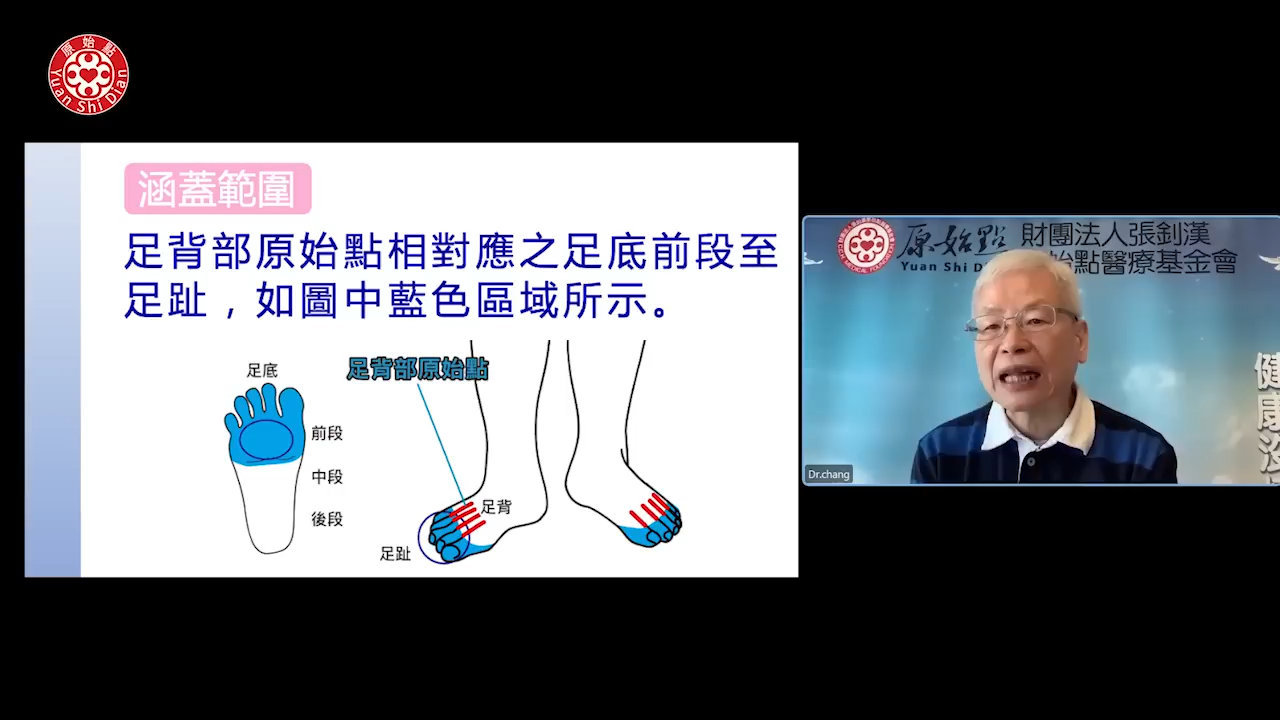 原始點
Yuan Shi Dian
涵蓋範圍
足背部原始點相對應之足底前段至
足趾，如圖中藍色區域所示。
足底
前段
中段
後段
足背部原始點
足背
足趾
原始點
Yuan Shi D
財團法人張釗漢
始點醫療基金會
健康沒
Dr.chang